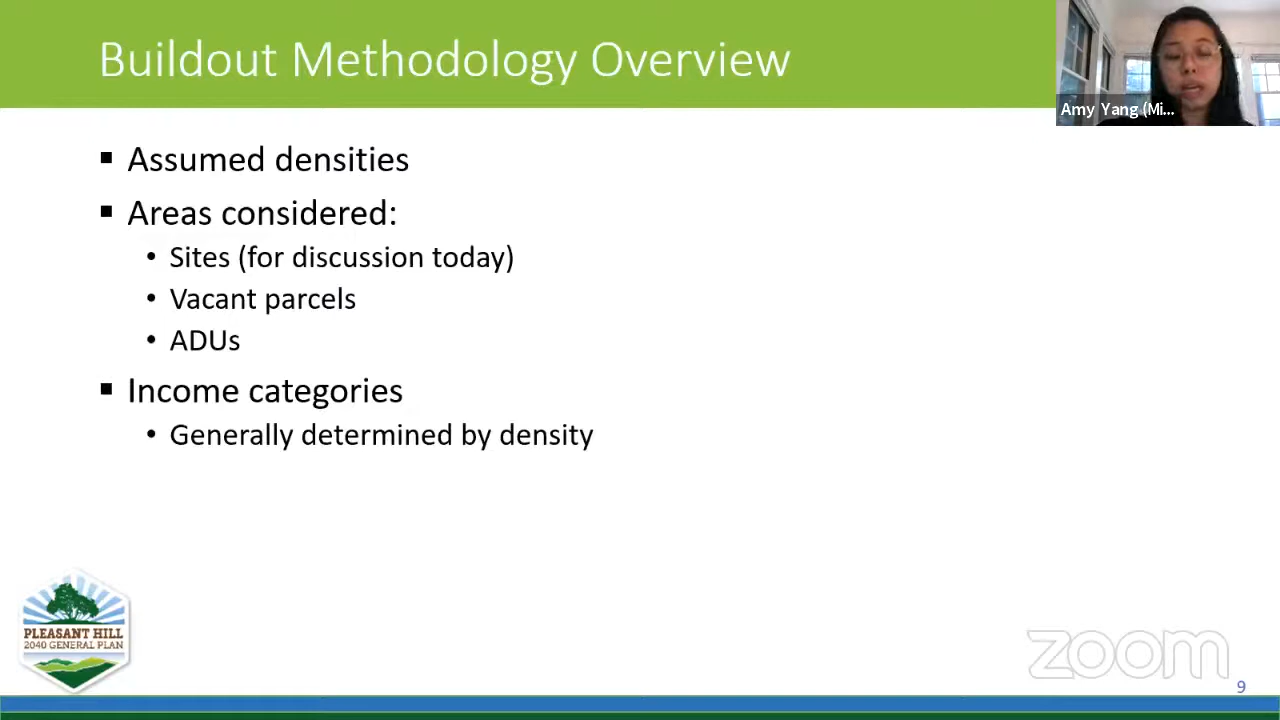 Buildout Methodology Overview
Amy Yang (Mi...
▪ Assumed densities
▪ Areas considered:
• Sites (for discussion today)
• Vacant parcels
• ADUs
▪ Income categories
• Generally determined by density
PLEASANT HILL
2040 GENERAL PLAN
zoom
9